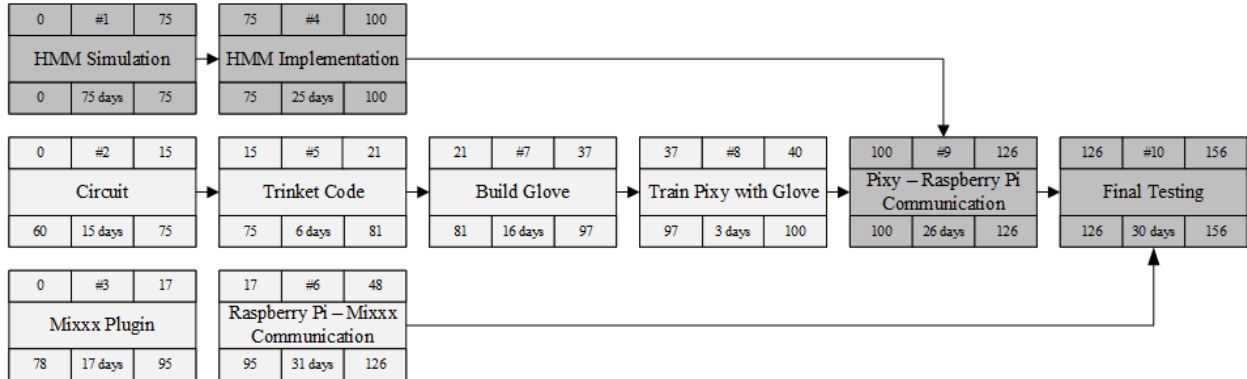 0 #1 75
HMM Simulation
0 75 days 75
75 #4 100
HMM Implementation
75 25 days 100
0 #2 15
Circuit
60 15 days 75
15 #5 21
Trinket Code
75 6 days 81
21 #7 37
Build Glove
81 16 days 97
37 #8 40
Train Pixy with Glove
97 3 days 100
100 #9 126
Pixy – Raspberry Pi
Communication
100 26 days 126
126 #10 156
Final Testing
126 30 days 156
0 #3 17
Mixxx Plugin
78 17 days 95
17 #6 48
Raspberry Pi – Mixxx
Communication
95 31 days 126